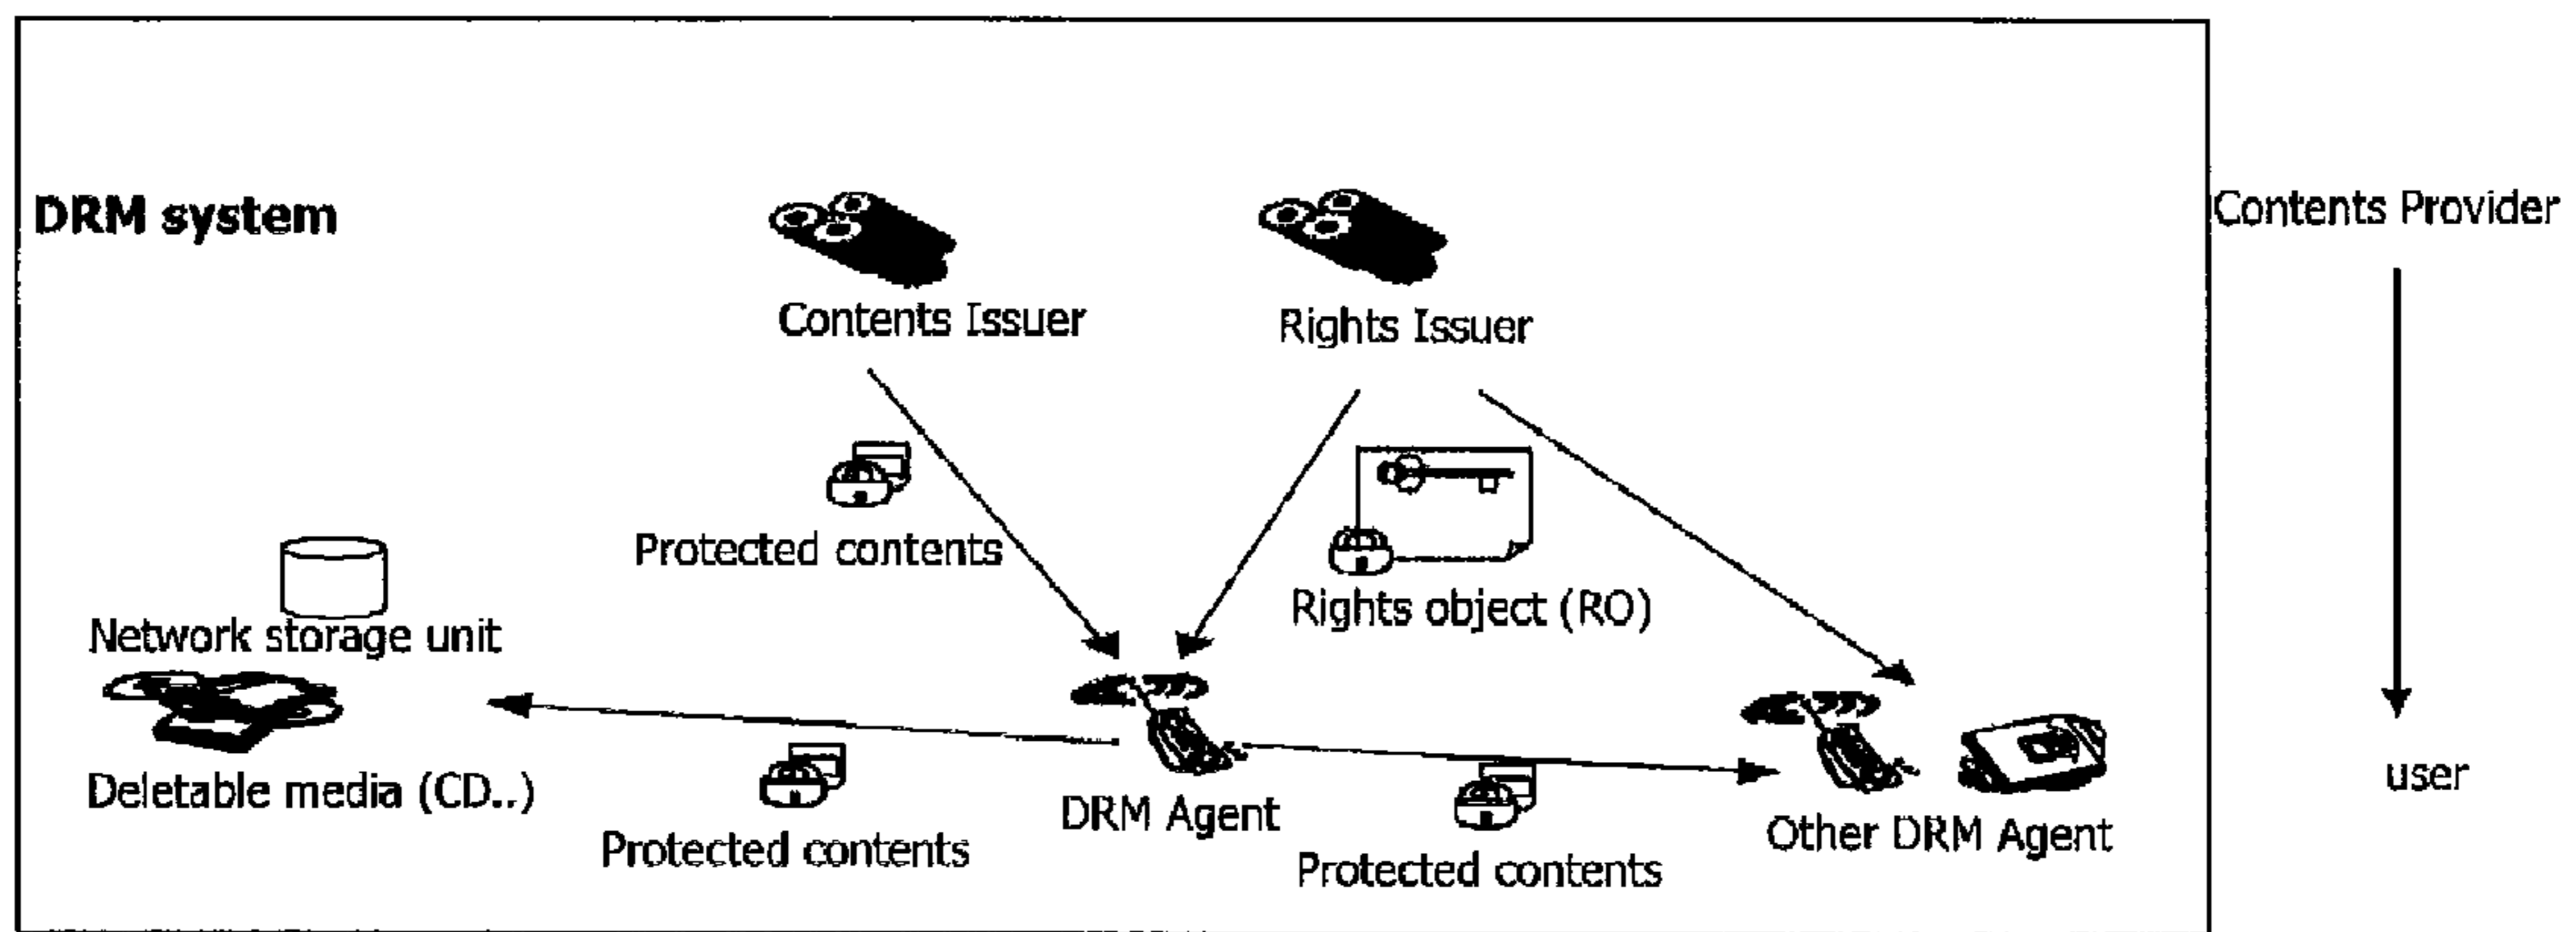 DRM system
Contents Provider
Contents Issuer
Rights Issuer
Protected contents
Rights object (RO)
Network storage unit
Deletable media (CD..)
DRM Agent
user
Other DRM Agent
Protected contents
Protected contents